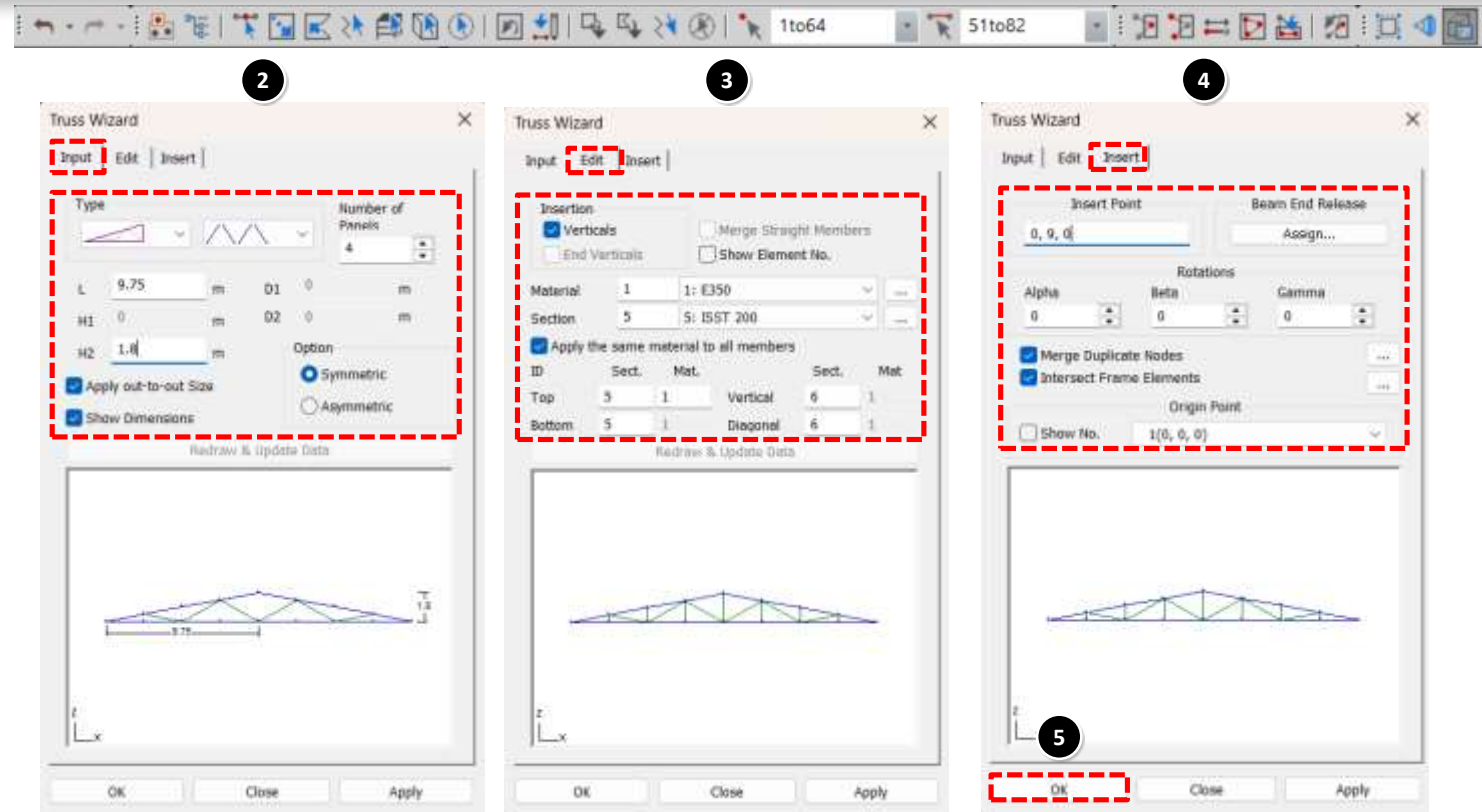 1to64 51to82
2 3 4
Truss Wizard
Input Edit Insert
Type
Number of
Panels
4
L 9.75 m D1 0 m
H1 0 m D2 0 m
H2 1.8 m
Option
Apply out-to-out Size
Symmetric
Show Dimensions
Asymmetric
Redraw & Update Data
9.75
1.8
z
x
OK Close Apply
Truss Wizard
Input Edit Insert
Insertion
Verticals
Merge Straight Members
End Verticals
Show Element No.
Material 1 1: E350 ...
Section 5 5: ISST 200 ...
Apply the same material to all members
ID Sect. Mat. Sect. Mat
Top 5 1 Vertical 6 1
Bottom 5 1 Diagonal 6 1
Redraw & Update Data
z
x
OK Close Apply
Truss Wizard
Input Edit Insert
Insert Point
Beam End Release
0, 9, 0
Assign...
Rotations
Alpha Beta Gamma
0 0 0
Merge Duplicate Nodes ...
Intersect Frame Elements ...
Origin Point
Show No. 1(0, 0, 0)
z
5
OK Close Apply